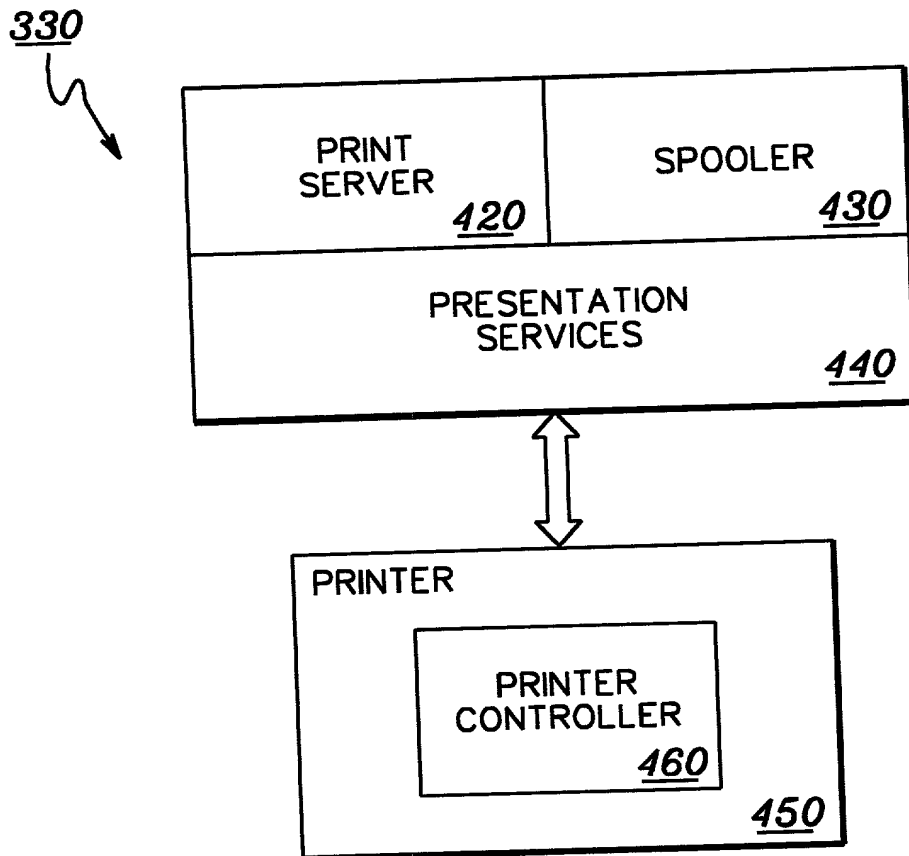 330
PRINT
SERVER
420
SPOOLER
430
PRESENTATION
SERVICES
440
PRINTER
PRINTER
CONTROLLER
460
450